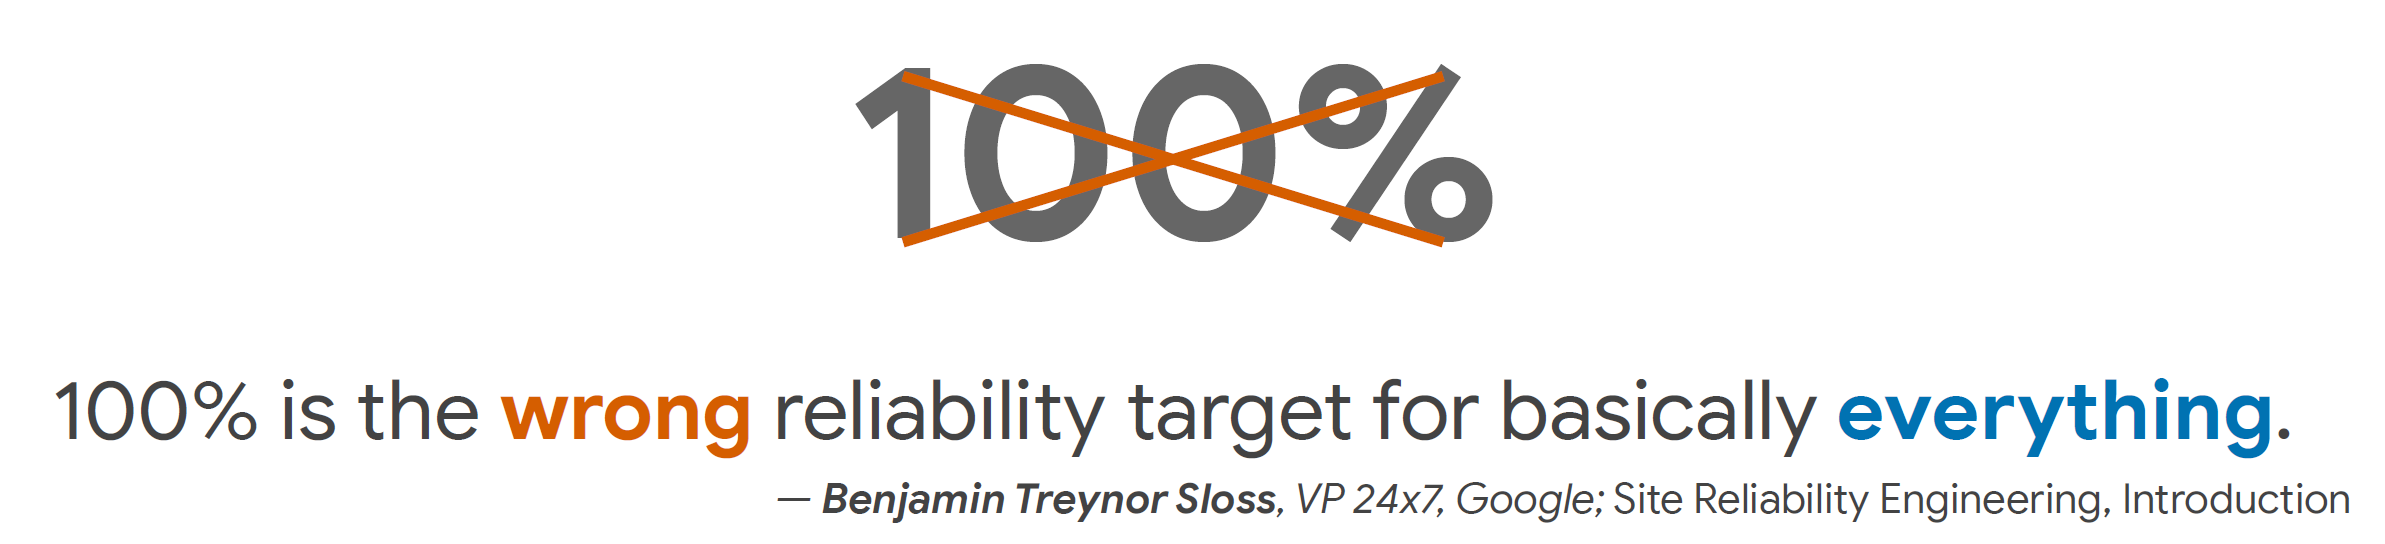 100%
100% is the wrong reliability target for basically everything.
— Benjamin Treynor Sloss, VP 24x7, Google; Site Reliability Engineering, Introduction